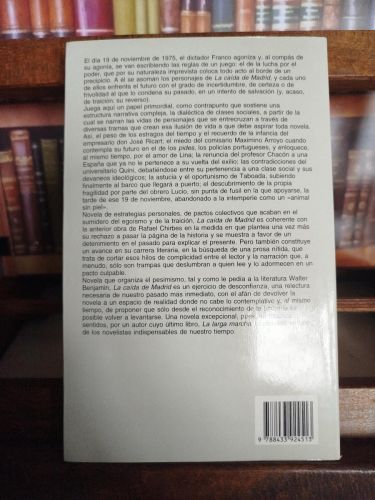 El día 19 de noviembre de 1975, el dictador Franco agoniza y, al compás de
su agonía, se van escribiendo las reglas de un juego: el de la lucha por el
poder, que por su naturaleza imprevista coloca todo acto al borde de un
precipicio. A él se asoman los personajes de La caída de Madrid, y cada uno
de ellos enfrenta el futuro con el grado de incertidumbre, de certeza o de
frivolidad al que lo condena su pasado, en un intento de salvación (y, acaso,
de traición; su reverso).
Juega aquí un papel primordial, como contrapunto que sostiene una
estructura narrativa compleja, la dialéctica de clases sociales, a partir de la
cual se narran las vidas de personajes que se entrecruzan a través de
diversas tramas que crean esa ilusión de vida a que debe aspirar toda novela.
Así, el peso de los estragos del tiempo y el recuerdo de la infancia del
empresario don José Ricart; el miedo del comisario Maximino Arroyo cuando
contempla su futuro en el de los pides, los policías portugueses, y enloquece,
al mismo tiempo, por el amor de Lina; la renuncia del profesor Chacón a una
España que ya no le pertenece a su vuelta del exilio; las contradicciones del
universitario Quini, debatiéndose entre su pertenencia a una clase social y sus
devaneos ideológicos; la astucia y el oportunismo de Taboada, subiendo
finalmente al barco que llegará a puerto; el descubrimiento de la propia
fragilidad por parte del obrero Lucio, sin punta de fusil en que apoyarse, la
tarde de ese 19 de noviembre, abandonado a la intemperie como un «animal
sin piel».
Novela de estrategias personales, de pactos colectivos que acaban en el
sumidero del egoísmo y de la traición, La caída de Madrid es coherente con
la anterior obra de Rafael Chirbes en la medida en que plantea una vez más
su rechazo a pasar la página de la historia y se muestra a favor de un
detenimiento en el pasado para explicar el presente. Pero también constituye
un avance en su carrera literaria, en la búsqueda de una prosa nítida, que
trata de cortar esos hilos de complicidad entre el lector y la narración que, a
menudo, sólo son trampas que deslumbran a quien lee y lo adormecen en un
pacto culpable.
Novela que organiza el pesimismo, tal y como le pedía a la literatura Walter
Benjamin, La caída de Madrid es un ejercicio de desconfianza, una relectura
necesaria de nuestro pasado más inmediato, con el afán de devolver la
novela a un espacio de realidad donde no cabe lo contemplativo y, al mismo
tiempo, de proponer que sólo desde el reconocimiento de la
posible volver a levantarse. Una novela excepcional,
sentidos, por un autor cuyo último libro, La larga marcha,
de los novelistas indispensables de nuestro tiempo.
9 788433 924513